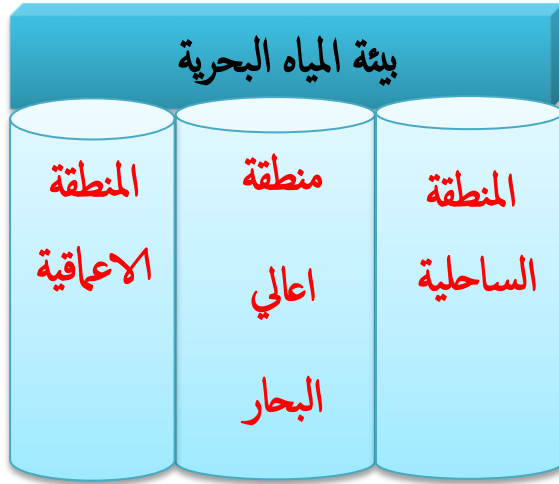 بيئة المياه البحرية
المنطقة
الساحلية
منطقة
اعالي
البحار
المنطقة
الاعماقية